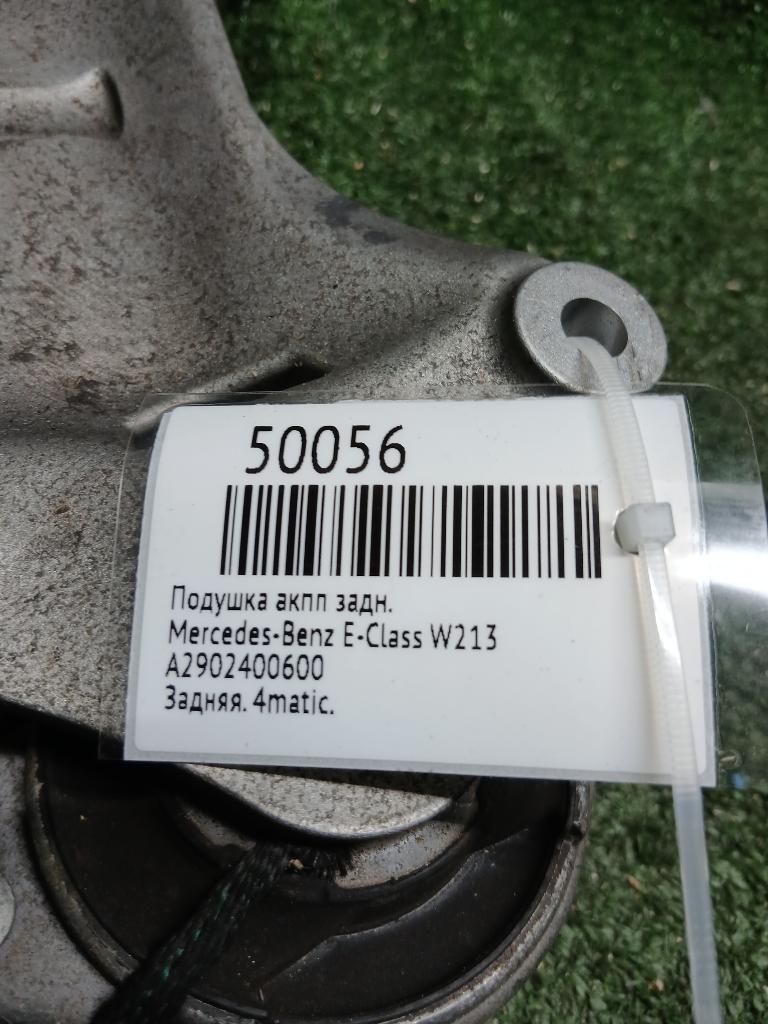 50056
Подушка акпп задн.
Mercedes-Benz E-Class W213
A2902400600
Задняя. 4matic.